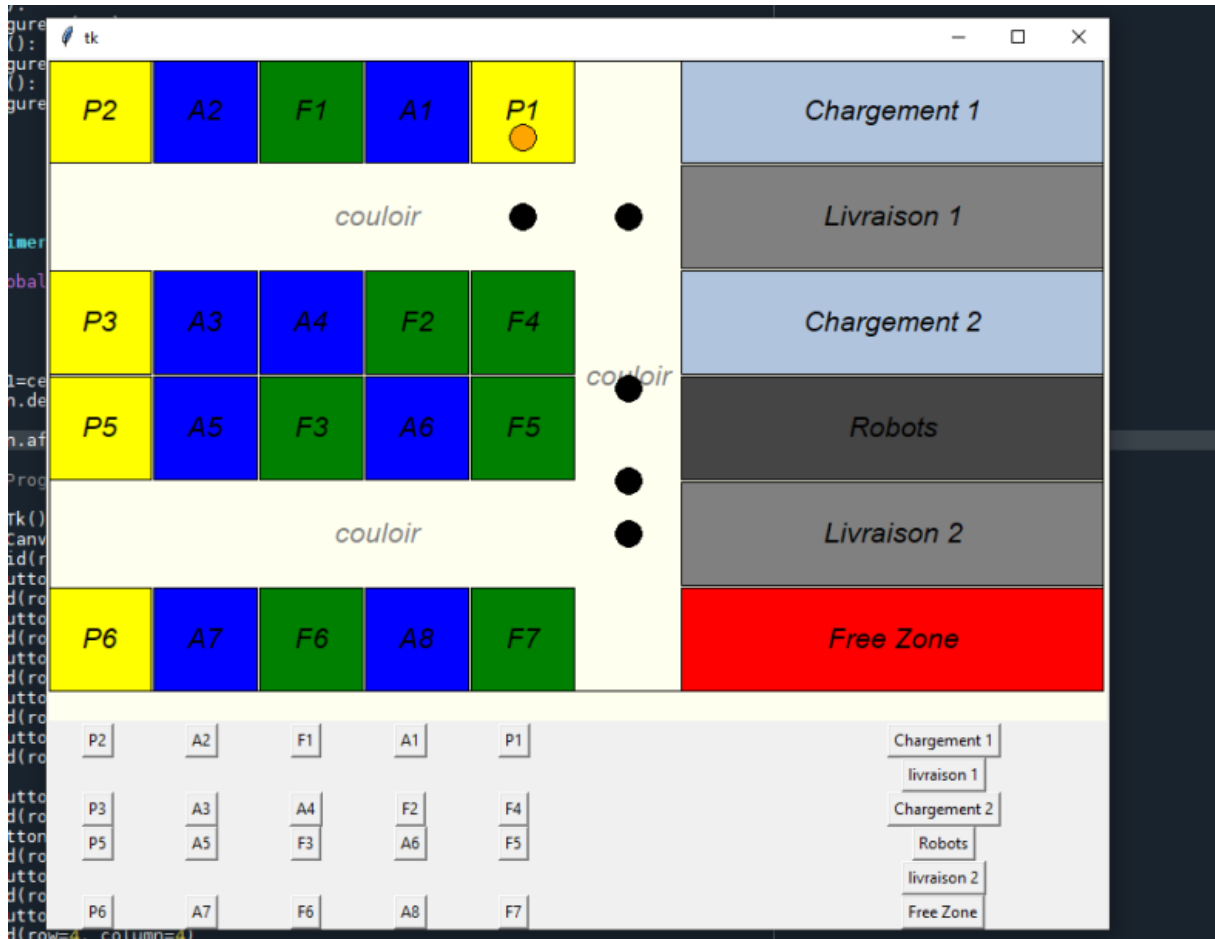 tk
P2 A2 F1 A1 P1 Chargement 1
couloir Livraison 1
P3 A3 A4 F2 F4 Chargement 2
couloir
P5 A5 F3 A6 F5 Robots
couloir Livraison 2
P6 A7 F6 A8 F7 Free Zone
P2 A2 F1 A1 P1 Chargement 1
livraison 1
P3 A3 A4 F2 F4 Chargement 2
P5 A5 F3 A6 F5 Robots
livraison 2
P6 A7 F6 A8 F7 Free Zone